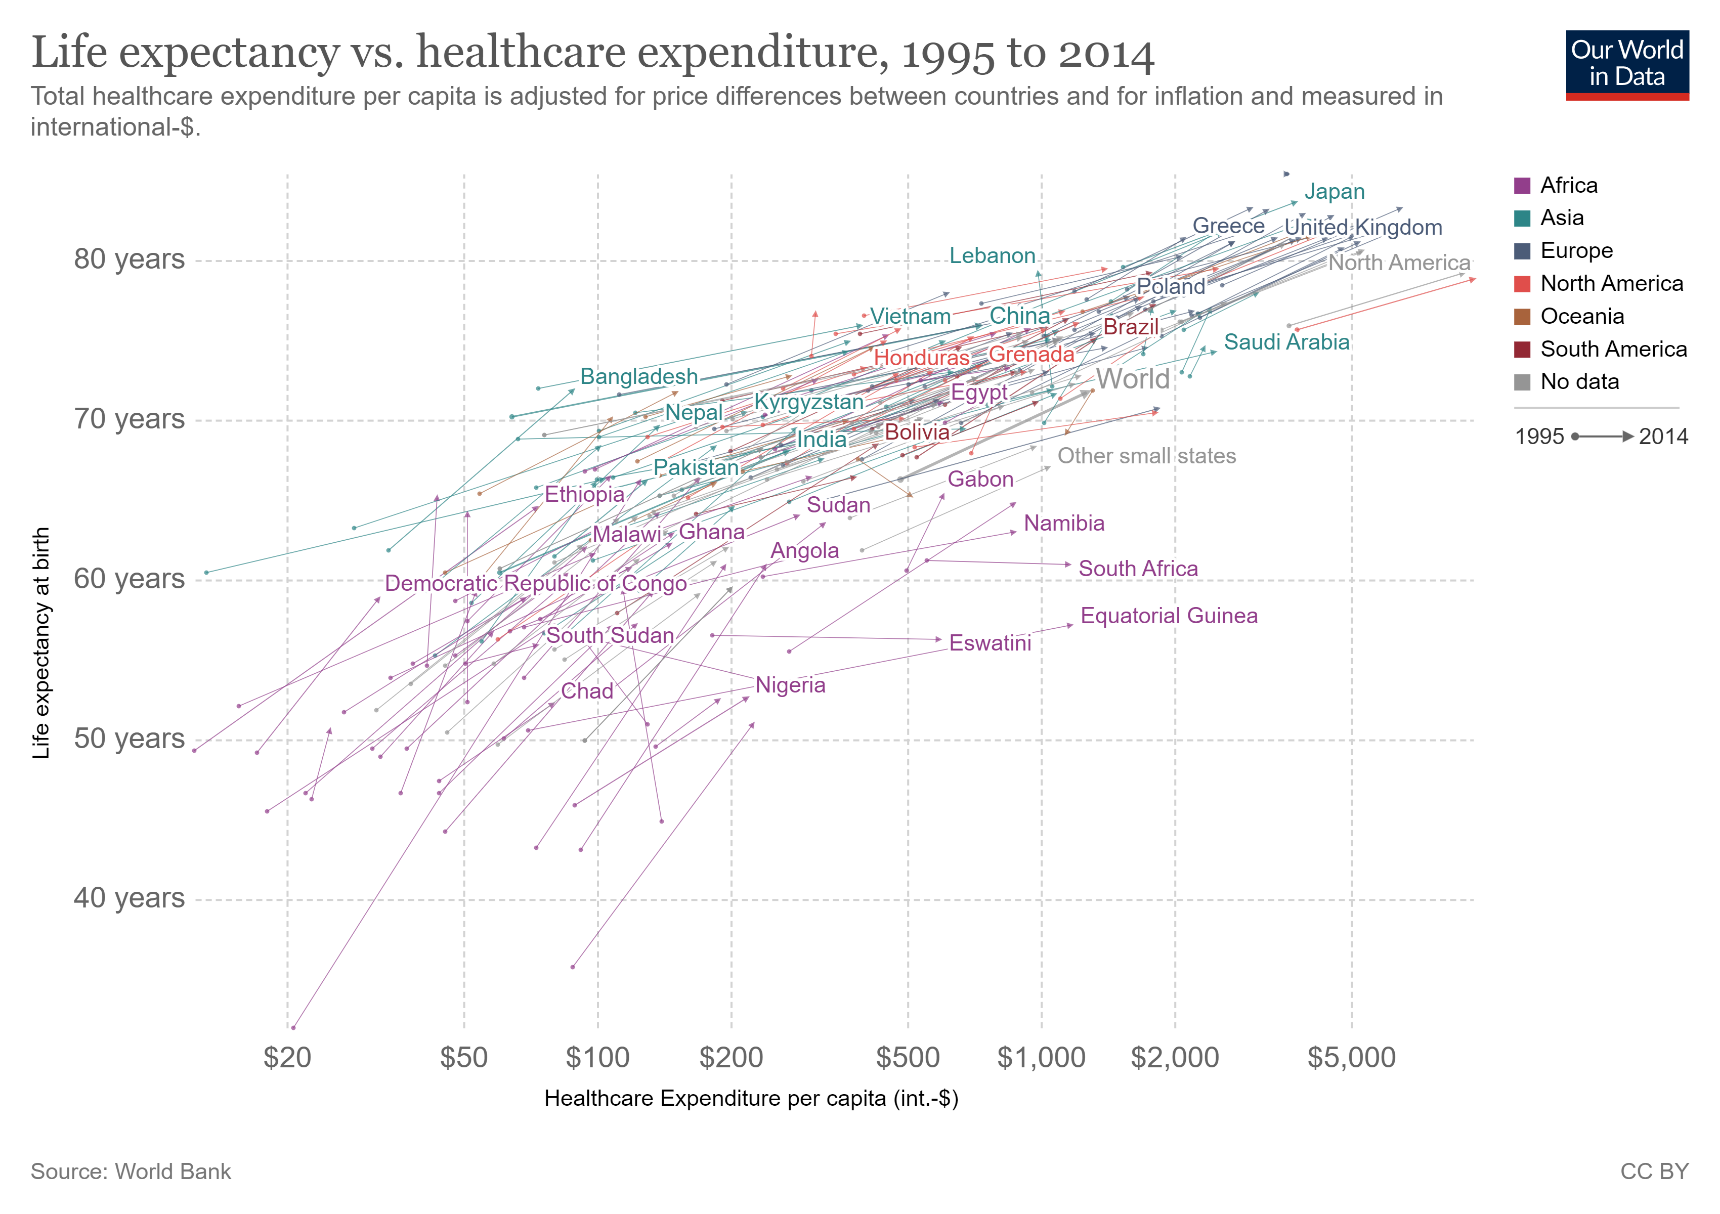 Life expectancy vs. healthcare expenditure, 1995 to 2014
Our World
in Data
Total healthcare expenditure per capita is adjusted for price differences between countries and for inflation and measured in
international-$.
Africa
Asia
Europe
North America
Oceania
South America
No data
1995
2014
Life expectancy at birth
80 years
70 years
60 years
50 years
40 years
Japan
Greece
United Kingdom
Lebanon
North America
Poland
Vietnam
China
Brazil
Saudi Arabia
Honduras
Grenada
Bangladesh
World
Egypt
Kyrgyzstan
Nepal
Bolivia
India
Other small states
Pakistan
Gabon
Ethiopia
Sudan
Namibia
Malawi
Ghana
Angola
South Africa
Democratic Republic of Congo
Equatorial Guinea
South Sudan
Eswatini
Nigeria
Chad
$20
$50
$100
$200
$500
$1,000
$2,000
$5,000
Healthcare Expenditure per capita (int.-$)
Source: World Bank
CC BY